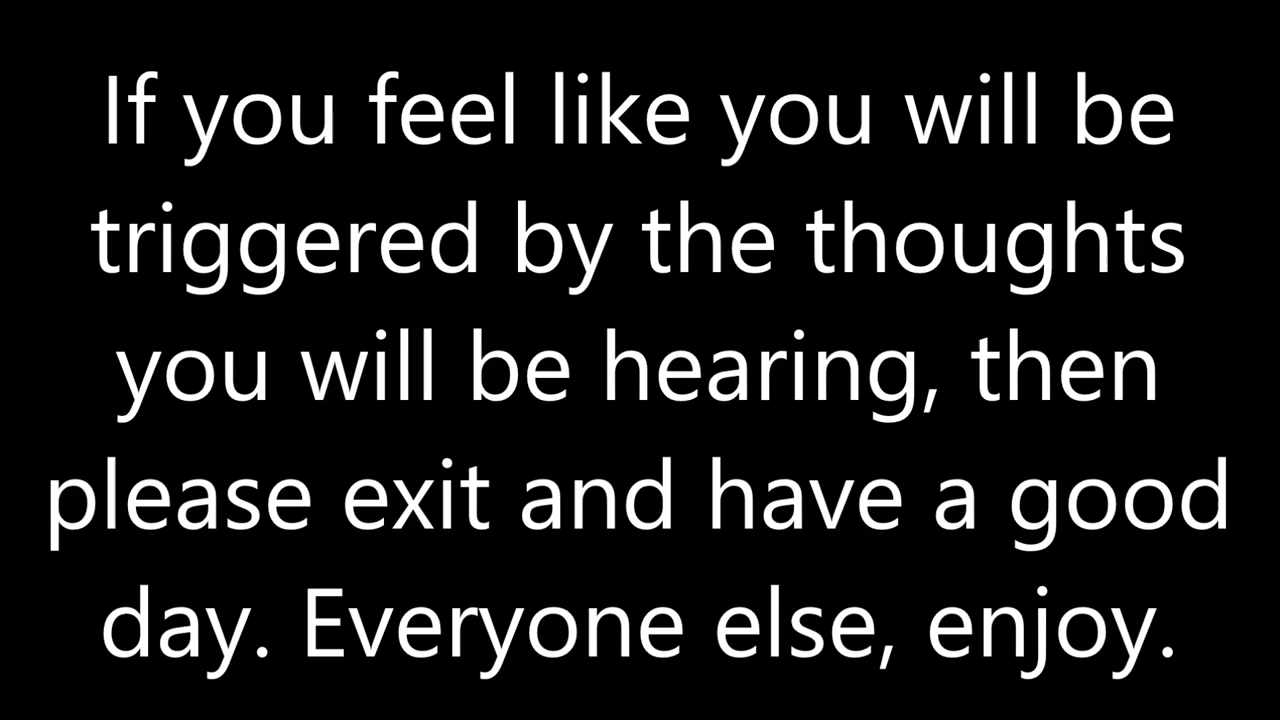 If you feel like you will be
triggered by the thoughts
you will be hearing, then
please exit and have a good
day. Everyone else, enjoy.